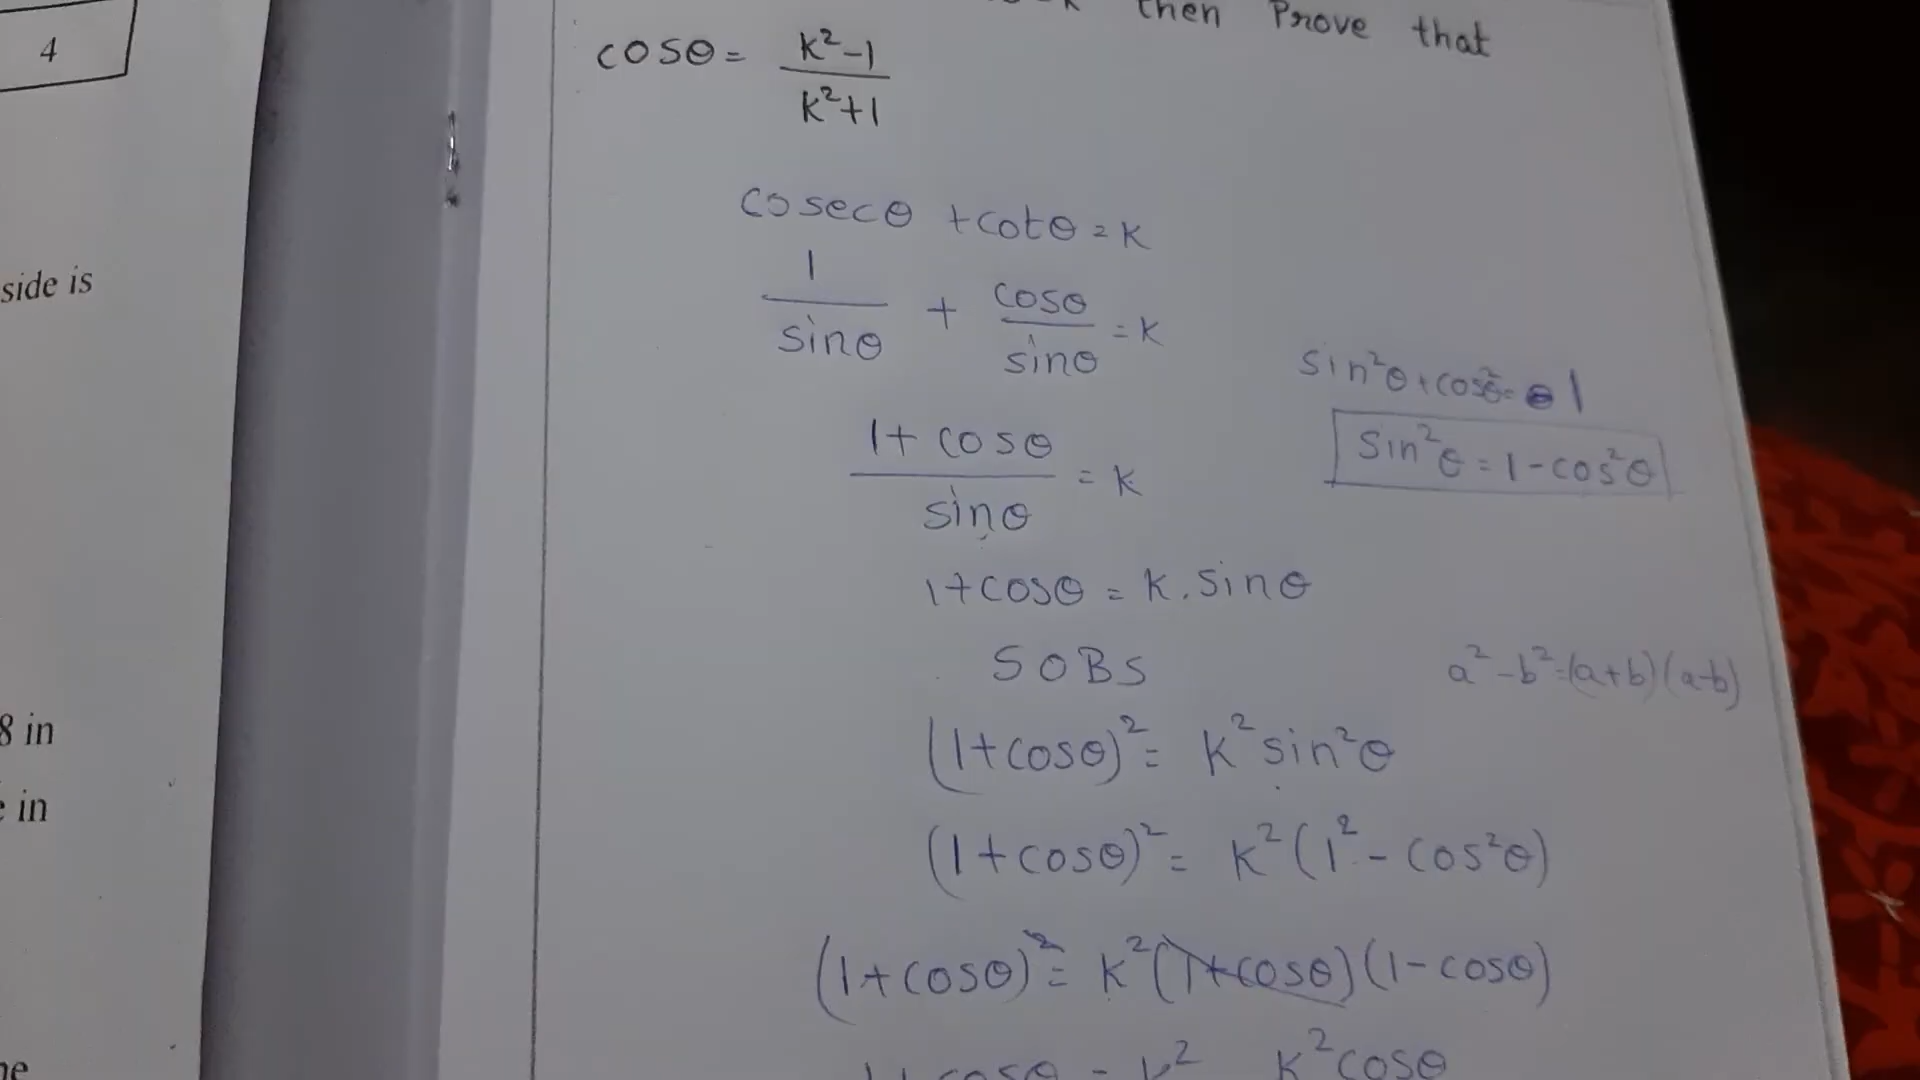 4
side is
8 in
in
then Prove that
cosθ = k²-1 / k²+1
cosecθ + cotθ = k
1/sinθ + cosθ/sinθ = k
1+cosθ / sinθ = k
sin²θ + cos²θ = 1
sin²θ = 1-cos²θ
1+cosθ = k.sinθ
SOBS
a²-b²=(a+b)(a-b)
(1+cosθ)² = k²sin²θ
(1+cosθ)² = k²(1²-cos²θ)
(1+cosθ)² = k²(1+cosθ)(1-cosθ)
k² k²cosθ